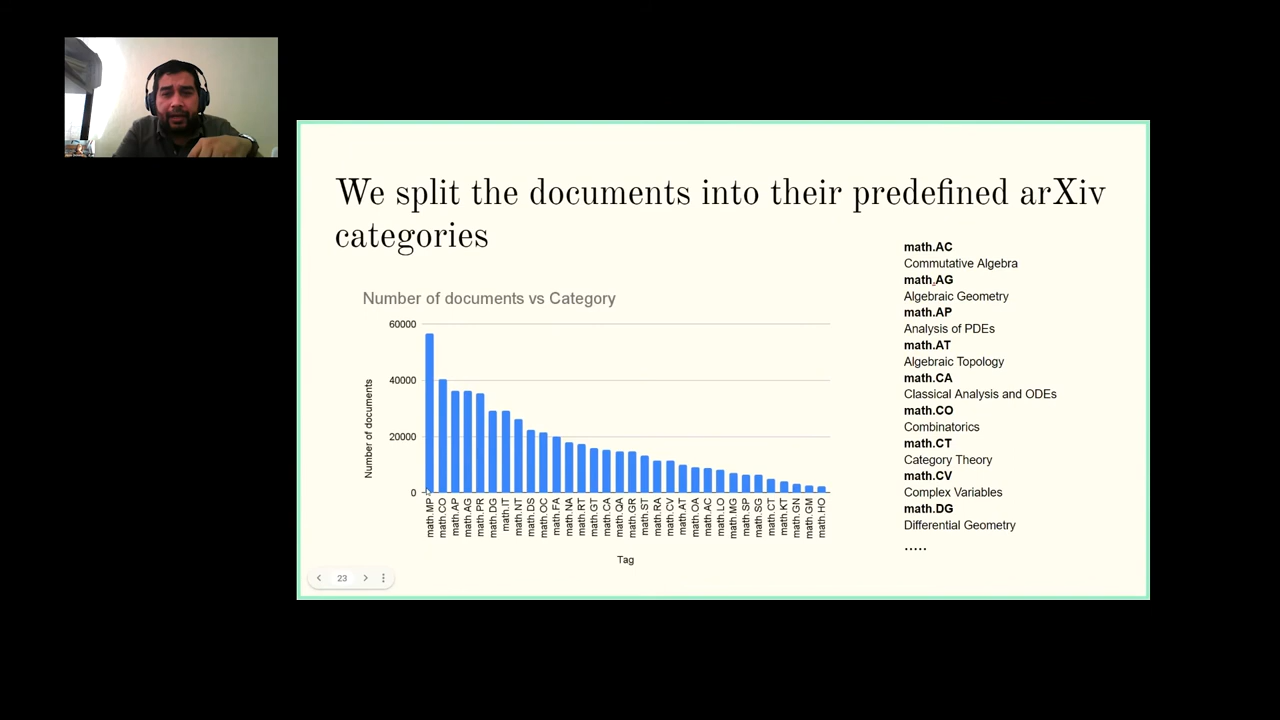 We split the documents into their predefined arXiv
categories
Number of documents vs Category
60000
40000
20000
0
Number of documents
math.MP
math.CO
math.AP
math.AG
math.PR
math.DG
math.IT
math.NT
math.DS
math.OC
math.FA
math.NA
math.RT
math.GT
math.CA
math.QA
math.GR
math.ST
math.RA
math.CV
math.AT
math.OA
math.AC
math.LO
math.MG
math.SP
math.SG
math.CT
math.KT
math.GN
math.GM
math.HO
Tag
math.AC
Commutative Algebra
math.AG
Algebraic Geometry
math.AP
Analysis of PDEs
math.AT
Algebraic Topology
math.CA
Classical Analysis and ODEs
math.CO
Combinatorics
math.CT
Category Theory
math.CV
Complex Variables
math.DG
Differential Geometry
.....
23